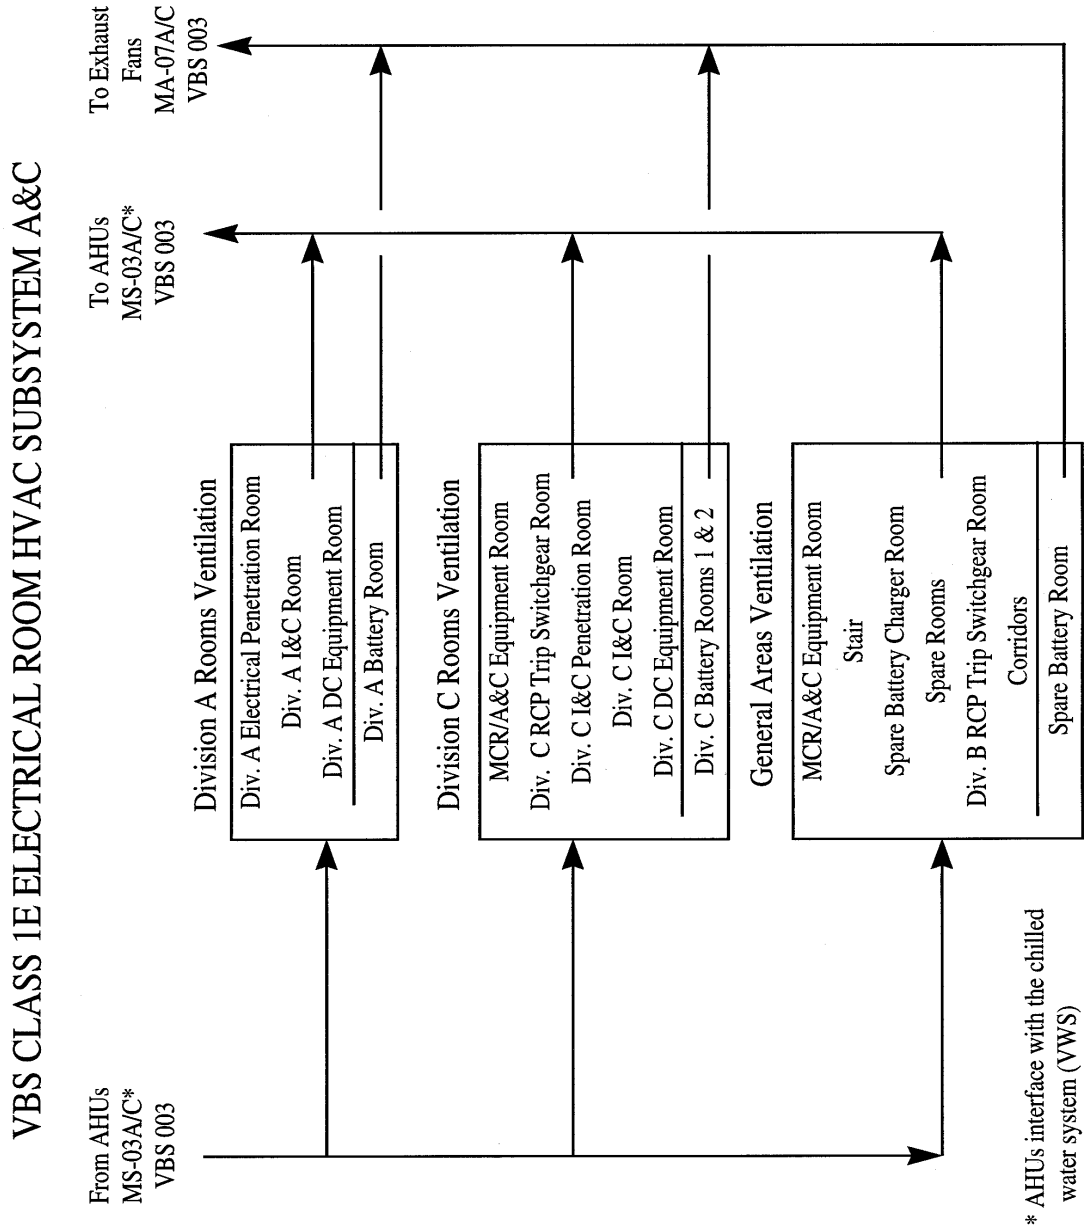 VBS CLASS 1E ELECTRICAL ROOM HVAC SUBSYSTEM A&C
From AHUs
MS-03A/C*
VBS 003
To AHUs
MS-03A/C*
VBS 003
To Exhaust
Fans
MA-07A/C
VBS 003
Division A Rooms Ventilation
Div. A Electrical Penetration Room
Div. A I&C Room
Div. A DC Equipment Room
Div. A Battery Room
Division C Rooms Ventilation
MCR/A&C Equipment Room
Div. C RCP Trip Switchgear Room
Div. C I&C Penetration Room
Div. C I&C Room
Div. C DC Equipment Room
Div. C Battery Rooms 1 & 2
General Areas Ventilation
MCR/A&C Equipment Room
Stair
Spare Battery Charger Room
Spare Rooms
Div. B RCP Trip Switchgear Room
Corridors
Spare Battery Room
* AHUs interface with the chilled
water system (VWS)